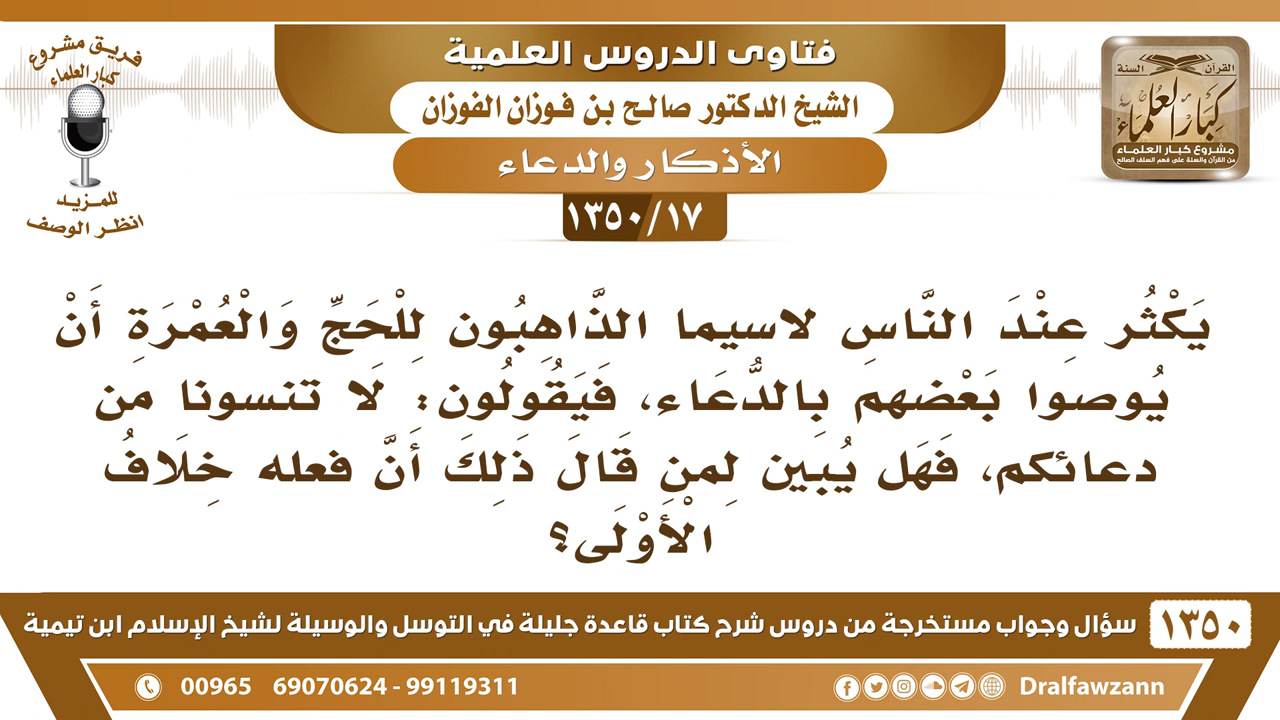 فتاوى الدروس العلمية
الشيخ الدكتور صالح بن فوزان الفوزان
الأذكار والدعاء
١٣٥٠/١٧
فريق مشروع
كبار العلماء
للمزيد
انظر الوصف
القرآن السنة
كبار العلماء
مشروع كبار العلماء
من القرآن والسنة على فهم السلف الصالح
يَكْثُر عِنْدَ النَّاسِ لاسيما الذَّاهِبُون لِلْحَجِّ وَالْعُمْرَةِ أَنْ
يُوصوا بَعْضهم بِالدُّعَاءِ، فَيَقُولُون: لَا تنسونا من
دعائكم، فَهَل يُبَين لِمنِ قَالَ ذَلِكَ أَنَّ فعله خِلَافُ
الْأَوْلَى؟
١٣٥٠ سؤال وجواب مستخرجة من دروس شرح كتاب قاعدة جليلة في التوسل والوسيلة لشيخ الإسلام ابن تيمية
00965 69070624 - 99119311
Dralfawzann